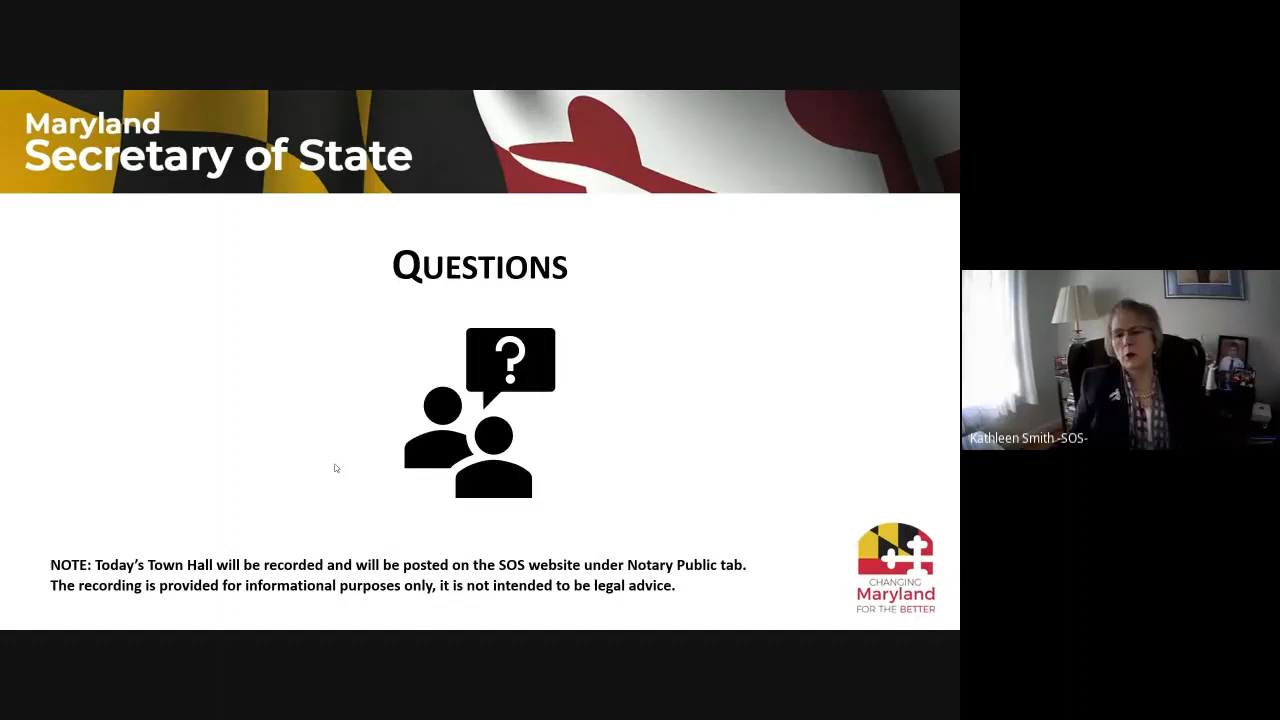 Maryland
Secretary of State
QUESTIONS
?
NOTE: Today's Town Hall will be recorded and will be posted on the SOS website under Notary Public tab.
The recording is provided for informational purposes only, it is not intended to be legal advice.
CHANGING
Maryland
FOR THE BETTER
Kathleen Smith -SOS-